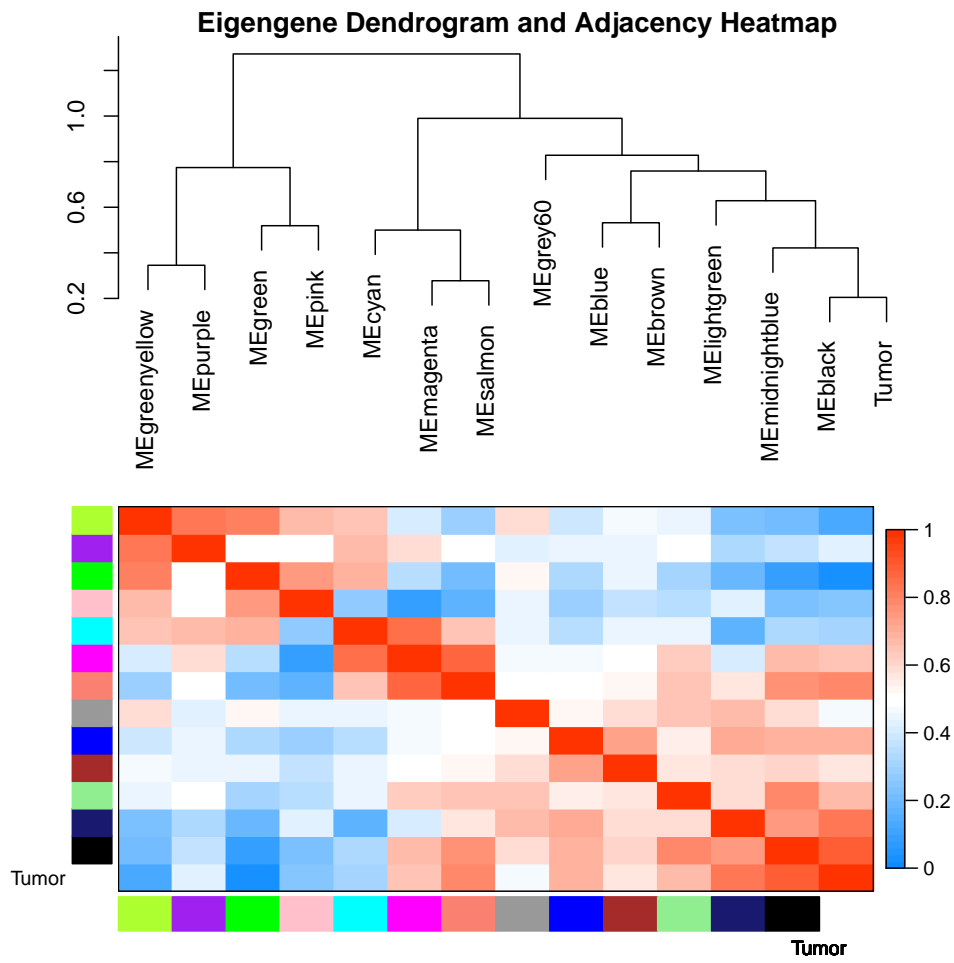 Eigengene Dendrogram and Adjacency Heatmap
1.0
0.6
0.2
MEgreenyellow
MEpurple
MEgreen
MEpink
MEcyan
MEmagenta
MEsalmon
MEgrey60
MEblue
MEbrown
MElightgreen
MEmidnightblue
MEblack
Tumor
1
0.8
0.6
0.4
0.2
0
Tumor
Tumor